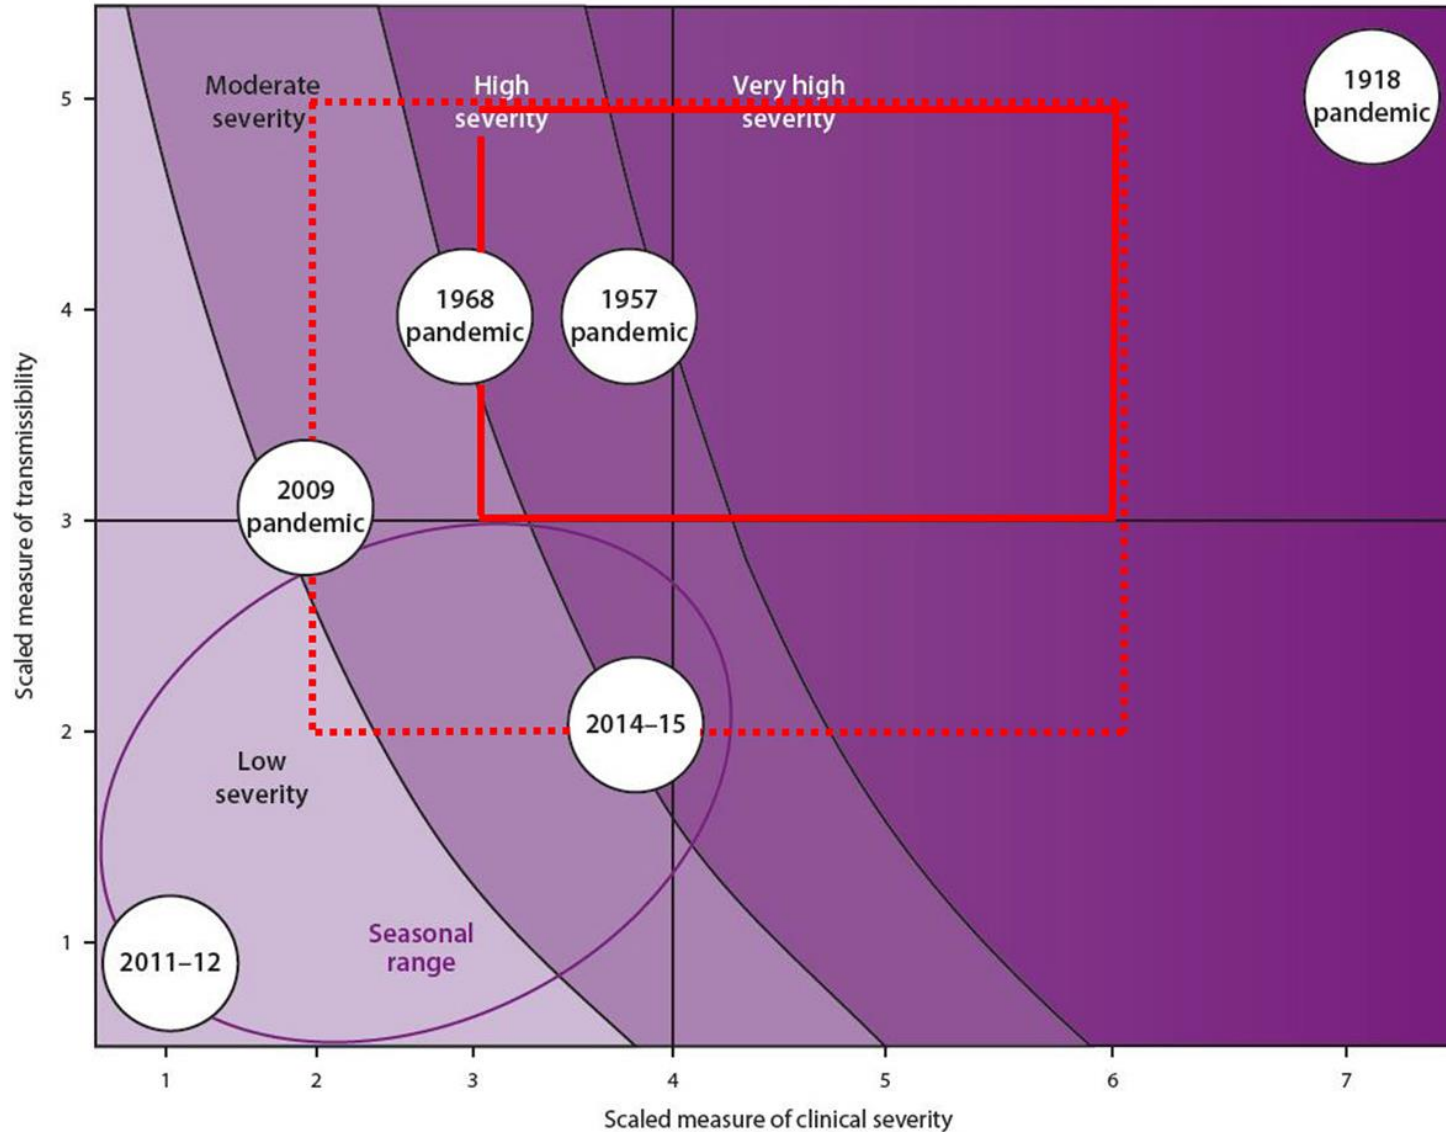 Moderate
severity
High
severity
Very high
severity
1918
pandemic
1968
pandemic
1957
pandemic
2009
pandemic
2014–15
Low
severity
2011–12
Seasonal
range
Scaled measure of transmissibility
5
4
3
2
1
1
2
3
4
5
6
7
Scaled measure of clinical severity